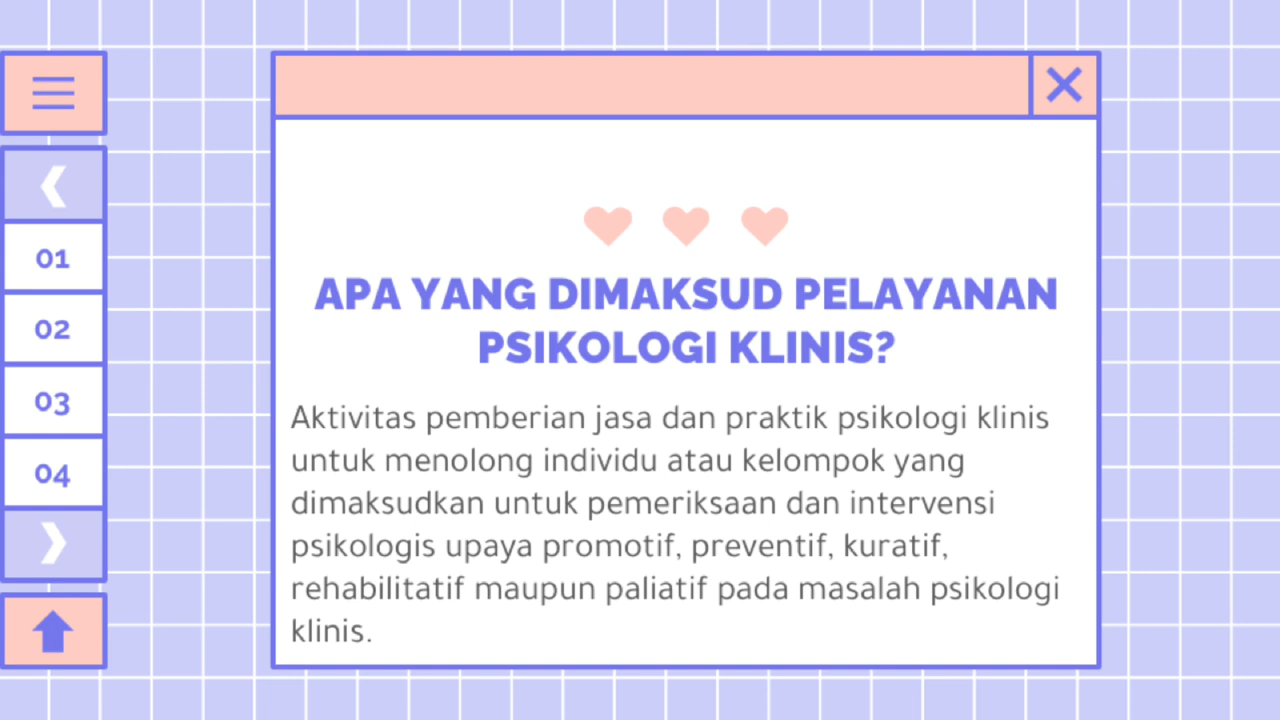 01
02
03
04
APA YANG DIMAKSUD PELAYANAN
PSIKOLOGI KLINIS?
Aktivitas pemberian jasa dan praktik psikologi klinis
untuk menolong individu atau kelompok yang
dimaksudkan untuk pemeriksaan dan intervensi
psikologis upaya promotif, preventif, kuratif,
rehabilitatif maupun paliatif pada masalah psikologi
klinis.